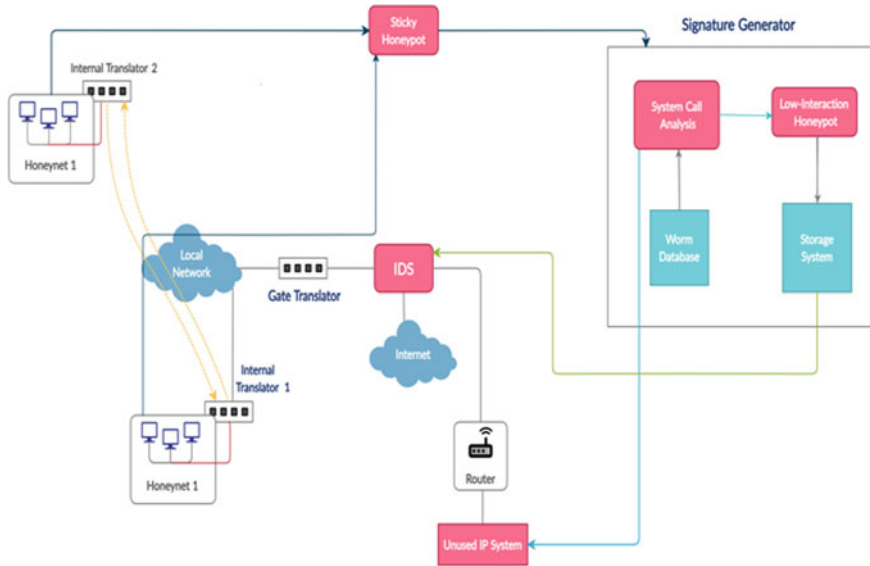 Sticky
Honeypot
Signature Generator
Internal Translator 2
Honeynet 1
System Call
Analysis
Low-Interaction
Honeypot
Worm
Database
Storage
System
Local
Network
Gate Translator
IDS
Internet
Internal
Translator 1
Honeynet 1
Router
Unused IP System